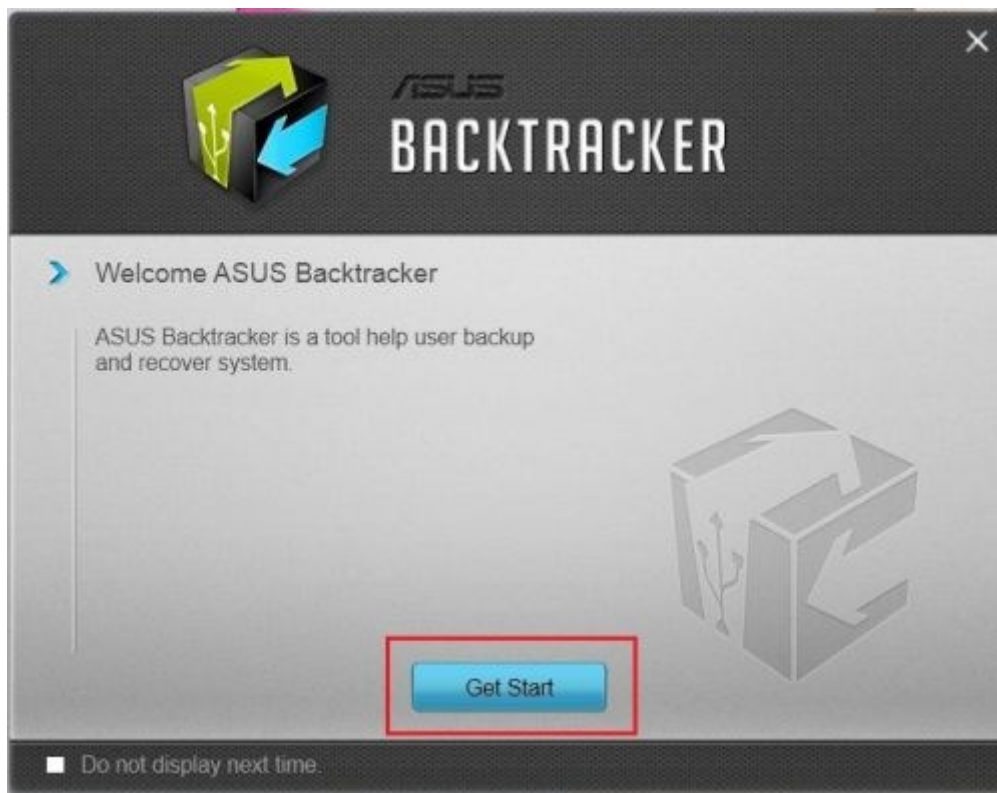 ASUS
BACKTRACKER
Welcome ASUS Backtracker
ASUS Backtracker is a tool help user backup
and recover system.
Get Start
Do not display next time.